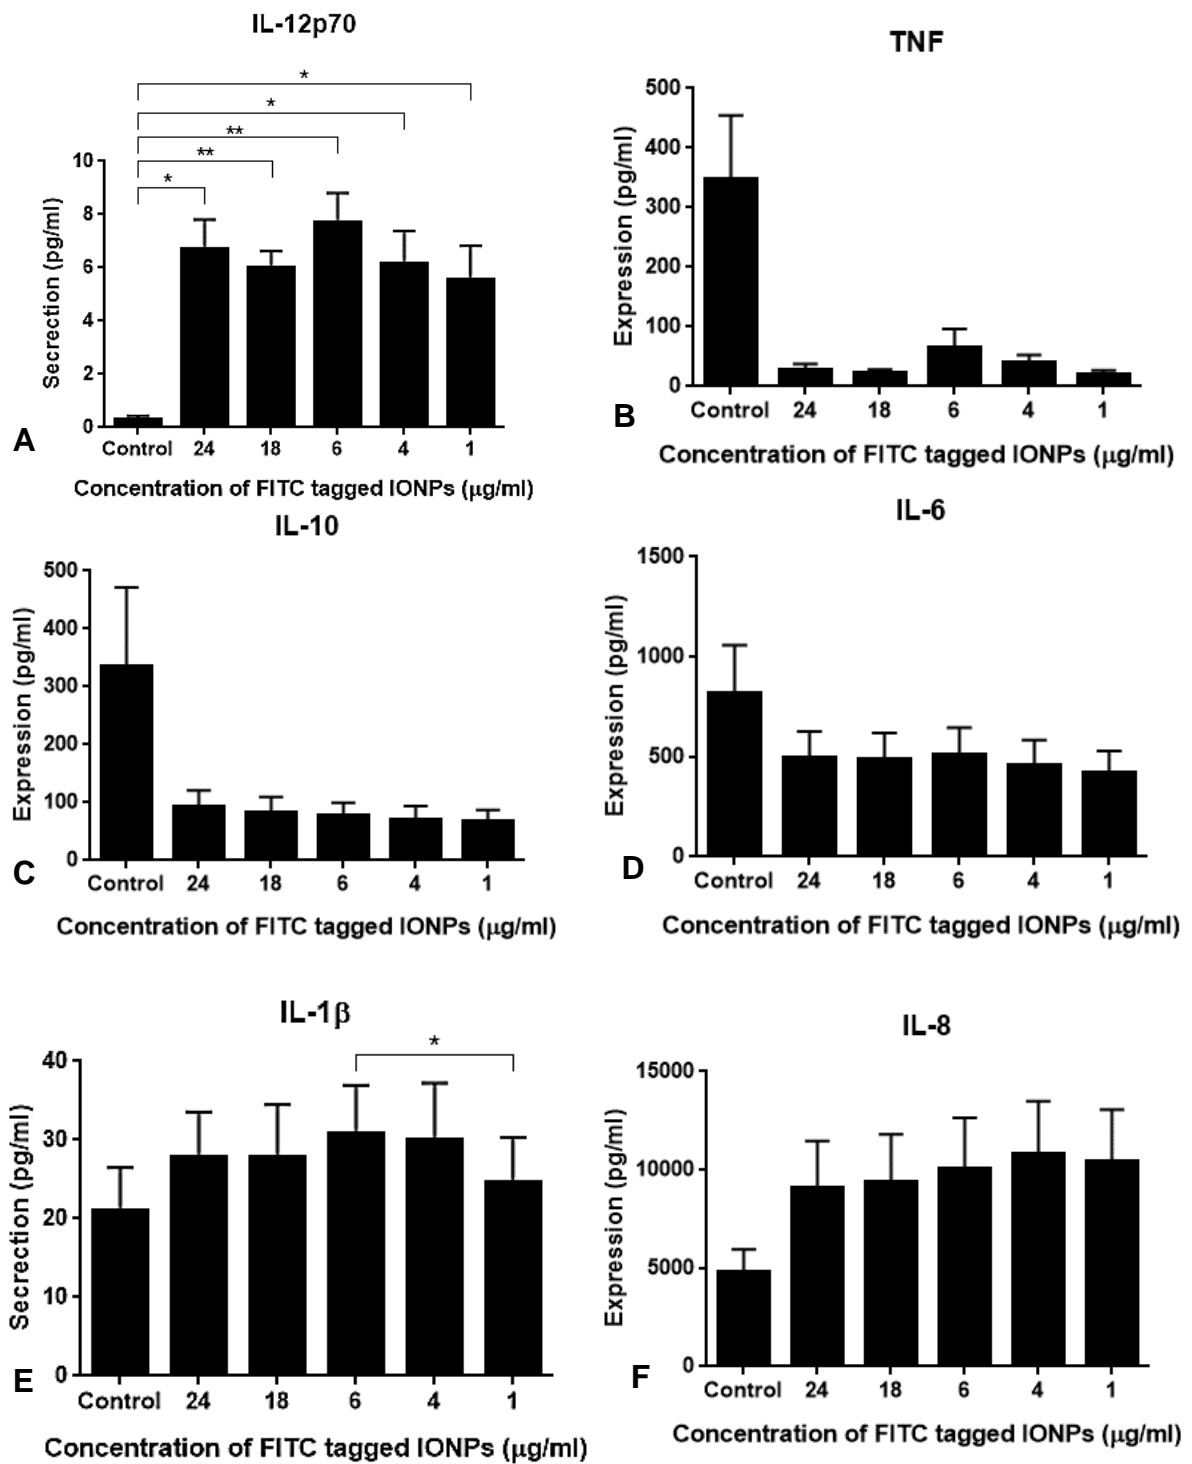 IL-12p70
*
*
**
**
*
10
8
6
4
2
0
Secrection (pg/ml)
Control 24 18 6 4 1
A
Concentration of FITC tagged IONPs (μg/ml)
TNF
500
400
300
200
100
0
Expression (pg/ml)
Control 24 18 6 4 1
B
Concentration of FITC tagged IONPs (μg/ml)
IL-10
500
400
300
200
100
0
Expression (pg/ml)
Control 24 18 6 4 1
C
Concentration of FITC tagged IONPs (μg/ml)
IL-6
1500
1000
500
0
Expression (pg/ml)
Control 24 18 6 4 1
D
Concentration of FITC tagged IONPs (μg/ml)
IL-1β
*
40
30
20
10
0
Secrection (pg/ml)
Control 24 18 6 4 1
E
Concentration of FITC tagged IONPs (μg/ml)
IL-8
15000
10000
5000
0
Expression (pg/ml)
Control 24 18 6 4 1
F
Concentration of FITC tagged IONPs (μg/ml)